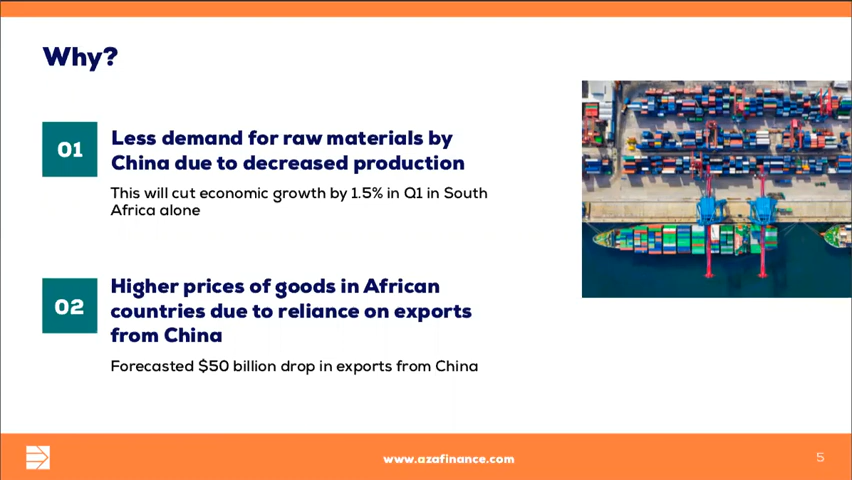 Why?
01
Less demand for raw materials by
China due to decreased production
This will cut economic growth by 1.5% in Q1 in South
Africa alone
02
Higher prices of goods in African
countries due to reliance on exports
from China
Forecasted $50 billion drop in exports from China
www.azafinance.com
5